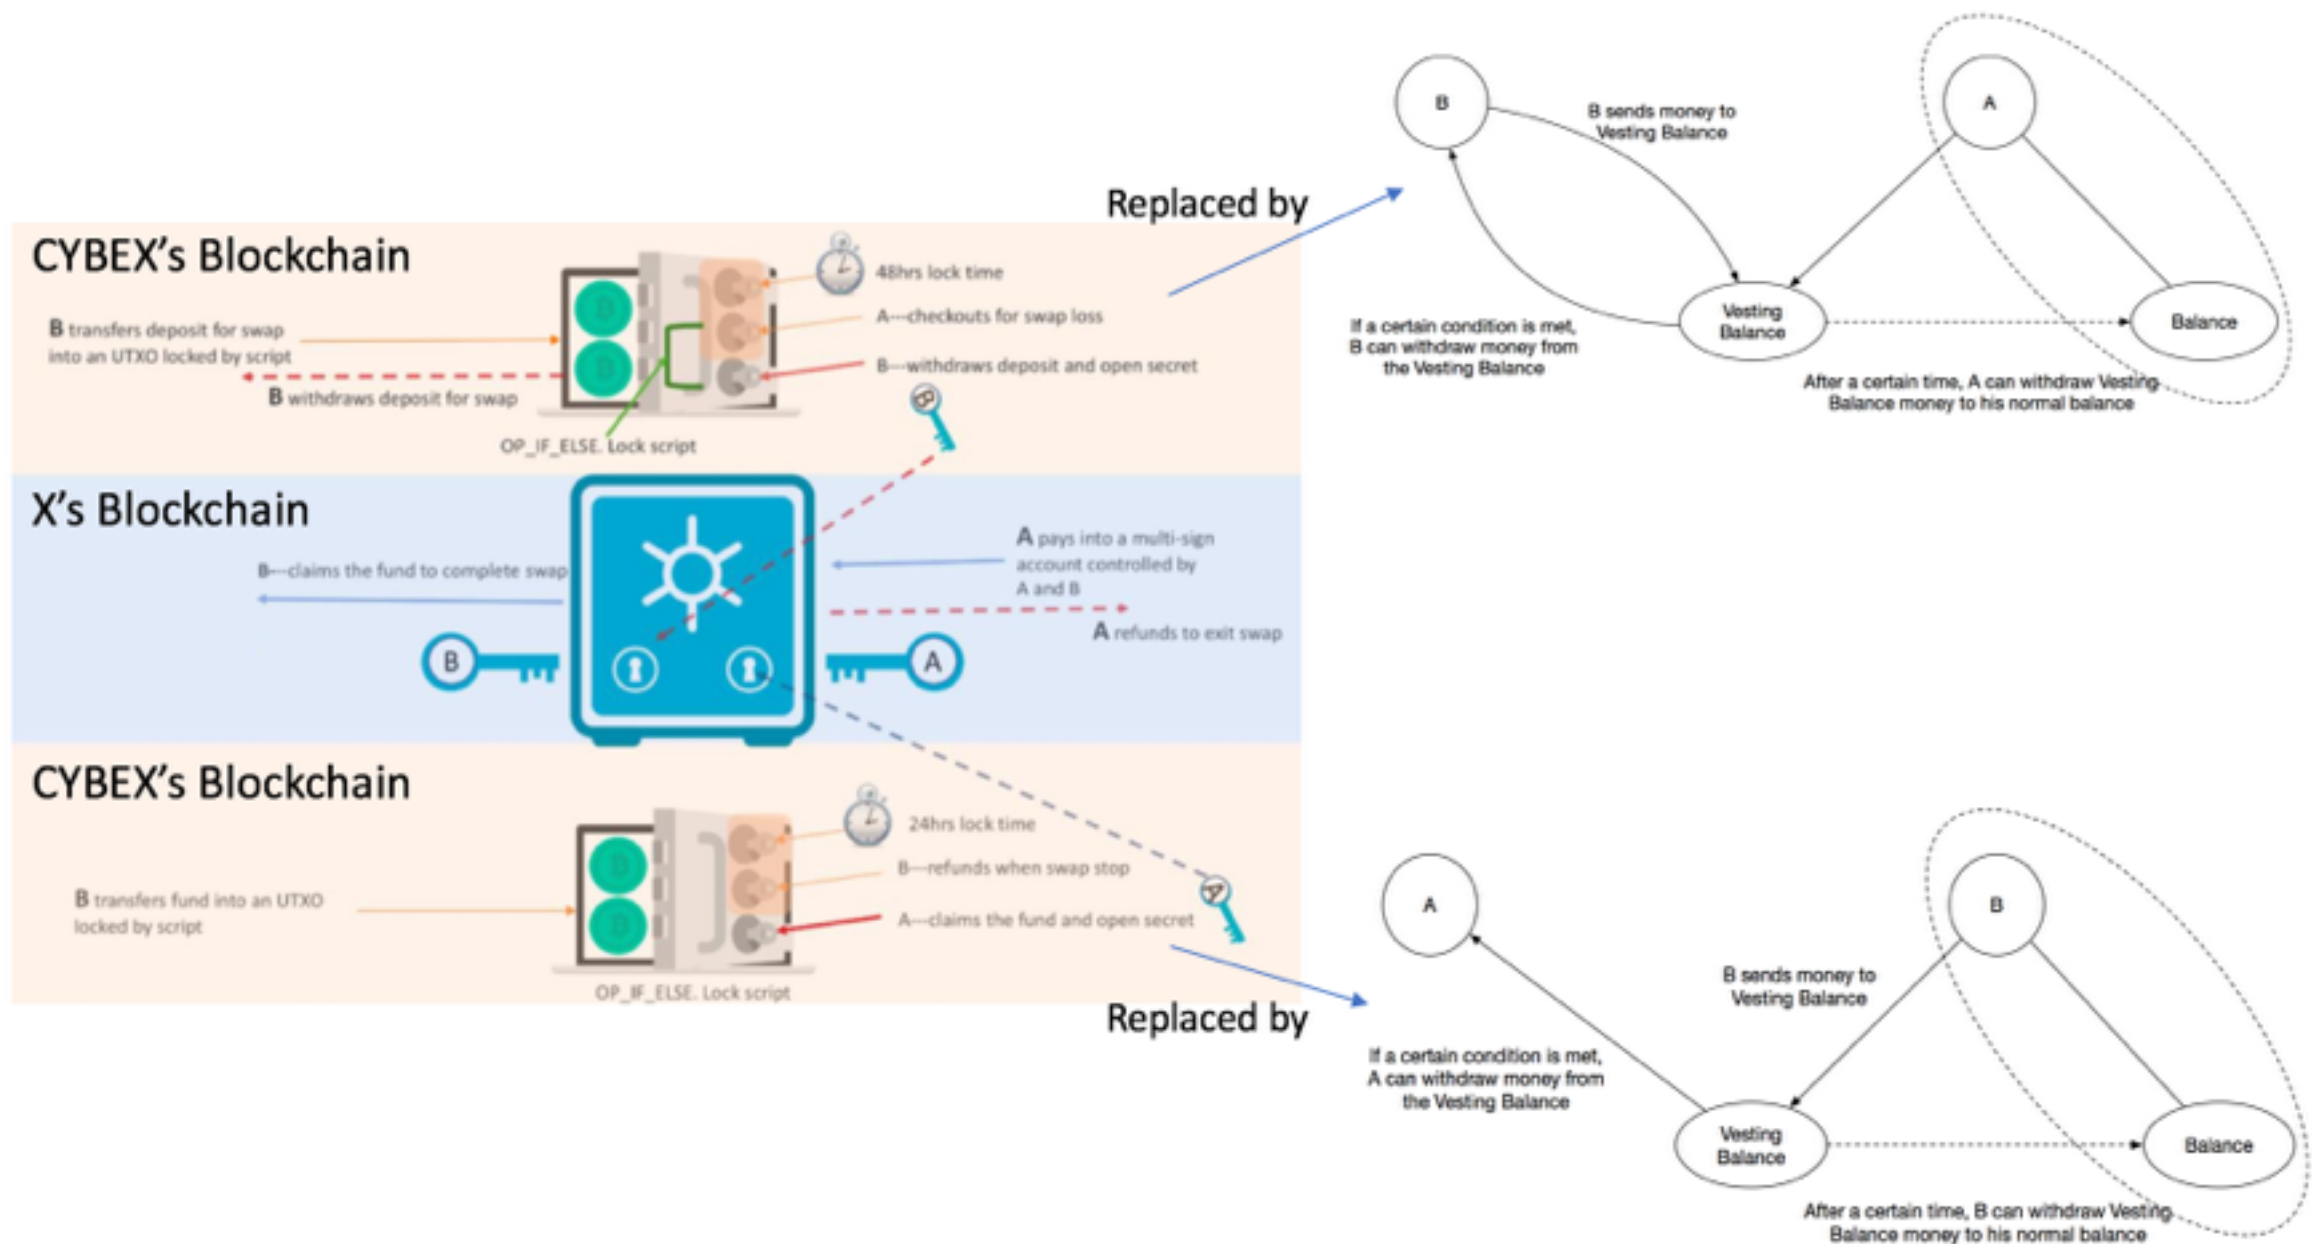 Replaced by
CYBEX's Blockchain
B transfers deposit for swap
into an UTXO locked by script
B withdraws deposit for swap
48hrs lock time
A---checkouts for swap loss
B---withdraws deposit and open secret
B
OP_IF_ELSE. Lock script
X's Blockchain
B---claims the fund to complete swap
A pays into a multi-sign
account controlled by
A and B
A refunds to exit swap
B
A
CYBEX's Blockchain
B transfers fund into an UTXO
locked by script
24hrs lock time
B---refunds when swap stop
A---claims the fund and open secret
A
OP_IF_ELSE. Lock script
Replaced by
B
A
B sends money to
Vesting Balance
If a certain condition is met,
B can withdraw money from
the Vesting Balance
Vesting
Balance
Balance
After a certain time, A can withdraw Vesting
Balance money to his normal balance
A
B
B sends money to
Vesting Balance
If a certain condition is met,
A can withdraw money from
the Vesting Balance
Vesting
Balance
Balance
After a certain time, B can withdraw Vesting
Balance money to his normal balance